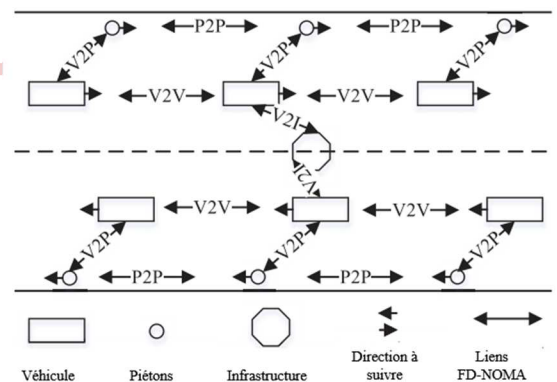 P2P P2P
V2P V2P V2P
V2V V2V
V2I
V2I
V2V V2V
V2P V2P V2P
P2P P2P
Véhicule Piétons Infrastructure Direction à suivre Liens FD-NOMA